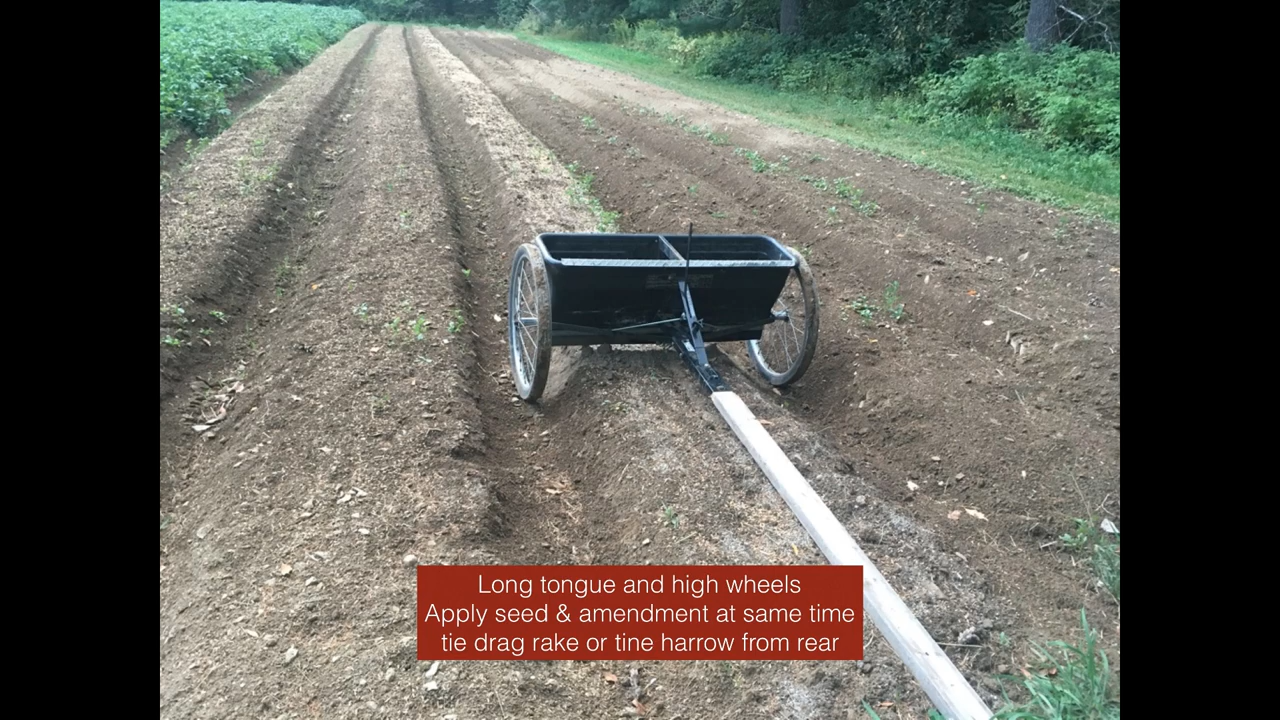 Long tongue and high wheels
Apply seed & amendment at same time
tie drag rake or tine harrow from rear